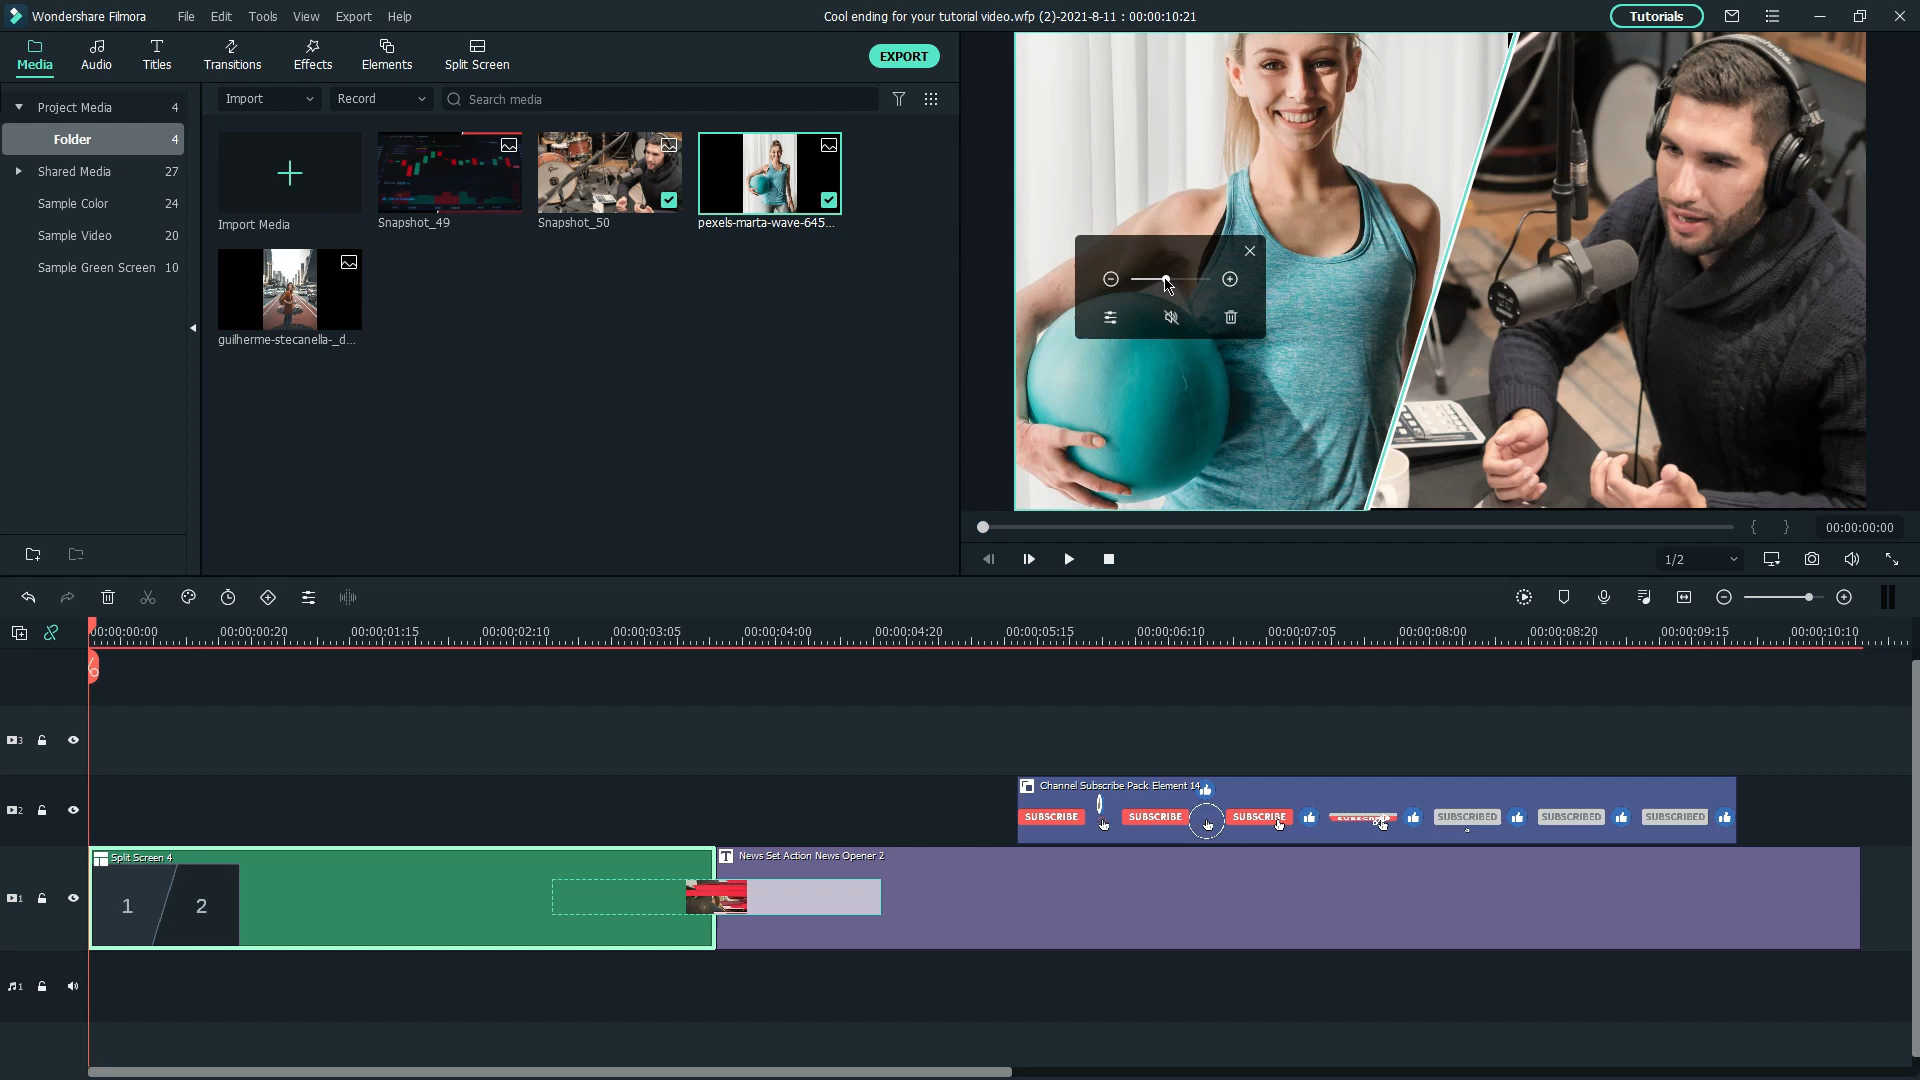 Wondershare Filmora
File
Edit
Tools
View
Export
Help
Cool ending for your tutorial video.wfp (2)-2021-8-11 : 00:00:10:21
Tutorials
Media
Audio
Titles
Transitions
Effects
Elements
Split Screen
EXPORT
Project Media 4
Folder 4
Shared Media 27
Sample Color 24
Sample Video 20
Sample Green Screen 10
Import
Record
Search media
Import Media
Snapshot_49
Snapshot_50
pexels-marta-wave-645...
guilherme-stecanella-_d...
{ }
00:00:00:00
1/2
00:00:00:00 00:00:00:20 00:00:01:15 00:00:02:10 00:00:03:05 00:00:04:00 00:00:04:20 00:00:05:15 00:00:06:10 00:00:07:05 00:00:08:00 00:00:08:20 00:00:09:15 00:00:10:10
3
2
Channel Subscribe Pack Element 14
SUBSCRIBE SUBSCRIBE SUBSCRIBE SUBSCRIBED SUBSCRIBED SUBSCRIBED
1
Split Screen 4
1 2
T News Set Action News Opener 2
1